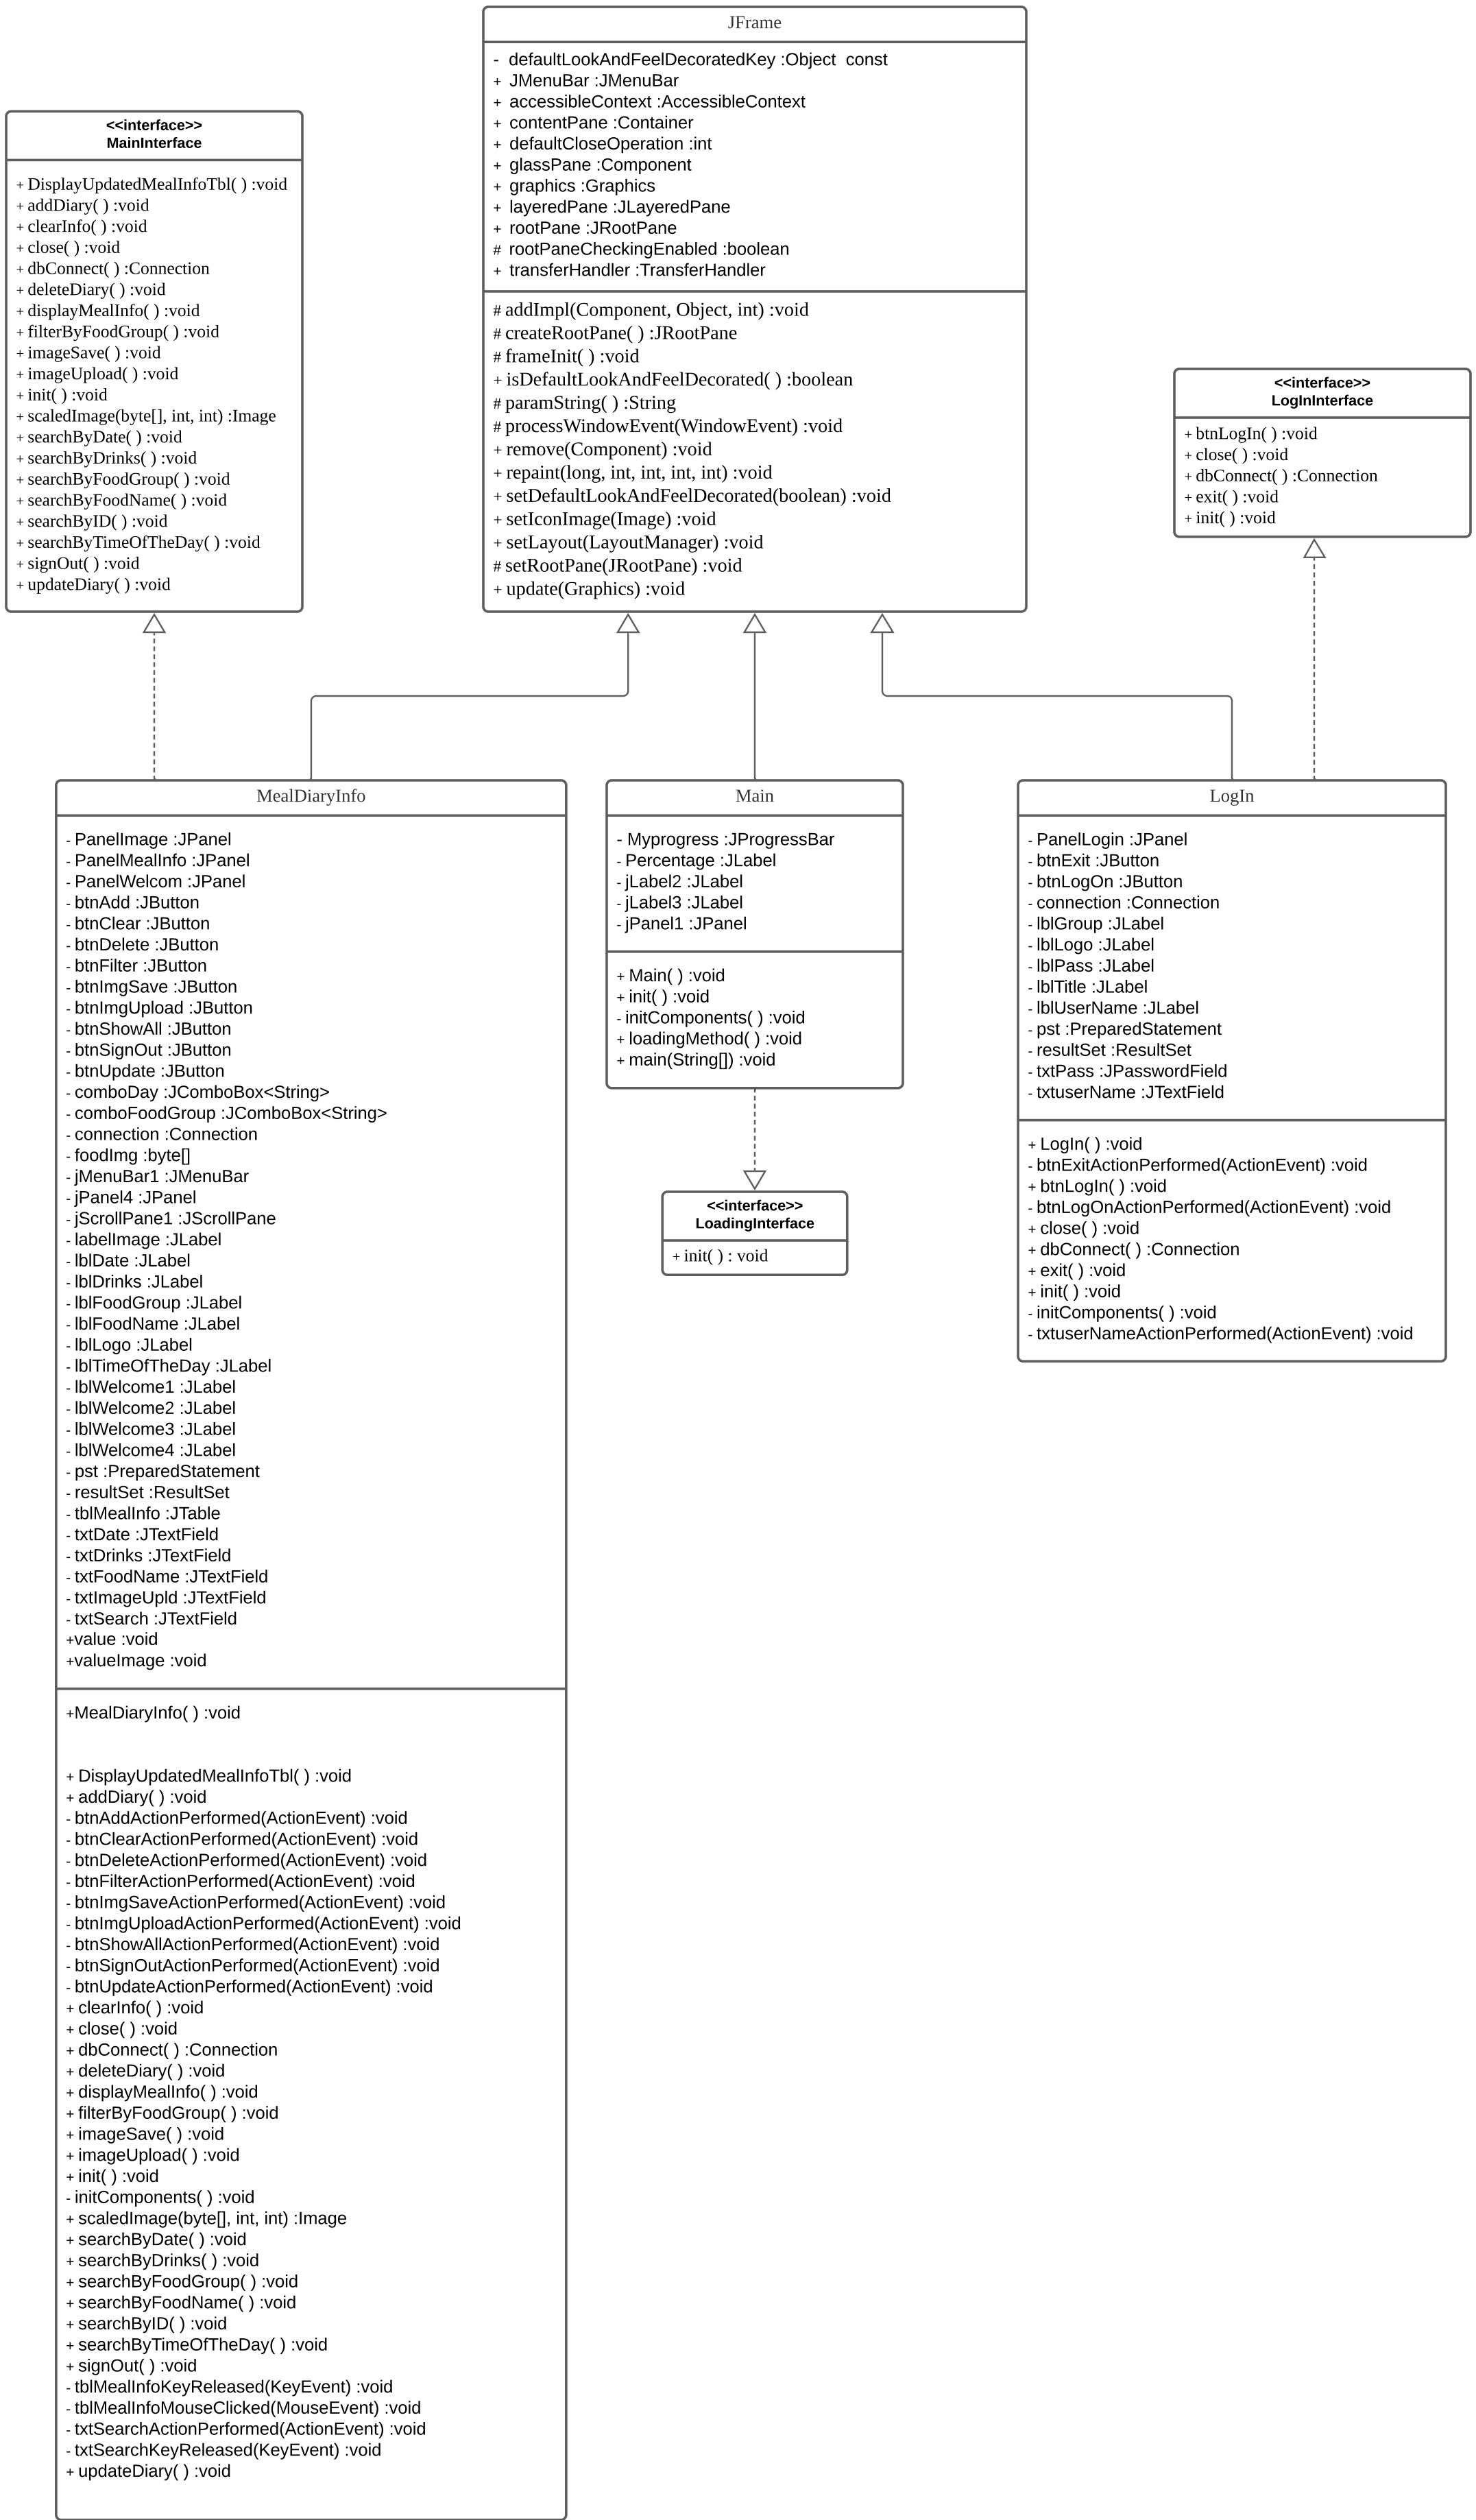 JFrame
- defaultLookAndFeelDecoratedKey :Object const
+ JMenuBar :JMenuBar
+ accessibleContext :AccessibleContext
+ contentPane :Container
+ defaultCloseOperation :int
+ glassPane :Component
+ graphics :Graphics
+ layeredPane :JLayeredPane
+ rootPane :JRootPane
# rootPaneCheckingEnabled :boolean
+ transferHandler :TransferHandler
# addImpl(Component, Object, int) :void
# createRootPane( ) :JRootPane
# frameInit( ) :void
+ isDefaultLookAndFeelDecorated( ) :boolean
# paramString( ) :String
# processWindowEvent(WindowEvent) :void
+ remove(Component) :void
+ repaint(long, int, int, int, int) :void
+ setDefaultLookAndFeelDecorated(boolean) :void
+ setIconImage(Image) :void
+ setLayout(LayoutManager) :void
# setRootPane(JRootPane) :void
+ update(Graphics) :void
<<interface>>
MainInterface
+ DisplayUpdatedMealInfoTbl( ) :void
+ addDiary( ) :void
+ clearInfo( ) :void
+ close( ) :void
+ dbConnect( ) :Connection
+ deleteDiary( ) :void
+ displayMealInfo( ) :void
+ filterByFoodGroup( ) :void
+ imageSave( ) :void
+ imageUpload( ) :void
+ init( ) :void
+ scaledImage(byte[], int, int) :Image
+ searchByDate( ) :void
+ searchByDrinks( ) :void
+ searchByFoodGroup( ) :void
+ searchByFoodName( ) :void
+ searchByID( ) :void
+ searchByTimeOfTheDay( ) :void
+ signOut( ) :void
+ updateDiary( ) :void
<<interface>>
LogInInterface
+ btnLogIn( ) :void
+ close( ) :void
+ dbConnect( ) :Connection
+ exit( ) :void
+ init( ) :void
MealDiaryInfo
- PanelImage :JPanel
- PanelMealInfo :JPanel
- PanelWelcom :JPanel
- btnAdd :JButton
- btnClear :JButton
- btnDelete :JButton
- btnFilter :JButton
- btnImgSave :JButton
- btnImgUpload :JButton
- btnShowAll :JButton
- btnSignOut :JButton
- btnUpdate :JButton
- comboDay :JComboBox<String>
- comboFoodGroup :JComboBox<String>
- connection :Connection
- foodImg :byte[]
- jMenuBar1 :JMenuBar
- jPanel4 :JPanel
- jScrollPane1 :JScrollPane
- labelImage :JLabel
- lblDate :JLabel
- lblDrinks :JLabel
- lblFoodGroup :JLabel
- lblFoodName :JLabel
- lblLogo :JLabel
- lblTimeOfTheDay :JLabel
- lblWelcome1 :JLabel
- lblWelcome2 :JLabel
- lblWelcome3 :JLabel
- lblWelcome4 :JLabel
- pst :PreparedStatement
- resultSet :ResultSet
- tblMealInfo :JTable
- txtDate :JTextField
- txtDrinks :JTextField
- txtFoodName :JTextField
- txtImageUpld :JTextField
- txtSearch :JTextField
+value :void
+valueImage :void
+MealDiaryInfo( ) :void
+ DisplayUpdatedMealInfoTbl( ) :void
+ addDiary( ) :void
- btnAddActionPerformed(ActionEvent) :void
- btnClearActionPerformed(ActionEvent) :void
- btnDeleteActionPerformed(ActionEvent) :void
- btnFilterActionPerformed(ActionEvent) :void
- btnImgSaveActionPerformed(ActionEvent) :void
- btnImgUploadActionPerformed(ActionEvent) :void
- btnShowAllActionPerformed(ActionEvent) :void
- btnSignOutActionPerformed(ActionEvent) :void
- btnUpdateActionPerformed(ActionEvent) :void
+ clearInfo( ) :void
+ close( ) :void
+ dbConnect( ) :Connection
+ deleteDiary( ) :void
+ displayMealInfo( ) :void
+ filterByFoodGroup( ) :void
+ imageSave( ) :void
+ imageUpload( ) :void
+ init( ) :void
- initComponents( ) :void
+ scaledImage(byte[], int, int) :Image
+ searchByDate( ) :void
+ searchByDrinks( ) :void
+ searchByFoodGroup( ) :void
+ searchByFoodName( ) :void
+ searchByID( ) :void
+ searchByTimeOfTheDay( ) :void
+ signOut( ) :void
- tblMealInfoKeyReleased(KeyEvent) :void
- tblMealInfoMouseClicked(MouseEvent) :void
- txtSearchActionPerformed(ActionEvent) :void
- txtSearchKeyReleased(KeyEvent) :void
+ updateDiary( ) :void
Main
- Myprogress :JProgressBar
- Percentage :JLabel
- jLabel2 :JLabel
- jLabel3 :JLabel
- jPanel1 :JPanel
+ Main( ) :void
+ init( ) :void
- initComponents( ) :void
+ loadingMethod( ) :void
+ main(String[]) :void
<<interface>>
LoadingInterface
+ init( ) : void
LogIn
- PanelLogin :JPanel
- btnExit :JButton
- btnLogOn :JButton
- connection :Connection
- lblGroup :JLabel
- lblLogo :JLabel
- lblPass :JLabel
- lblTitle :JLabel
- lblUserName :JLabel
- pst :PreparedStatement
- resultSet :ResultSet
- txtPass :JPasswordField
- txtuserName :JTextField
+ LogIn( ) :void
- btnExitActionPerformed(ActionEvent) :void
+ btnLogIn( ) :void
- btnLogOnActionPerformed(ActionEvent) :void
+ close( ) :void
+ dbConnect( ) :Connection
+ exit( ) :void
+ init( ) :void
- initComponents( ) :void
- txtuserNameActionPerformed(ActionEvent) :void